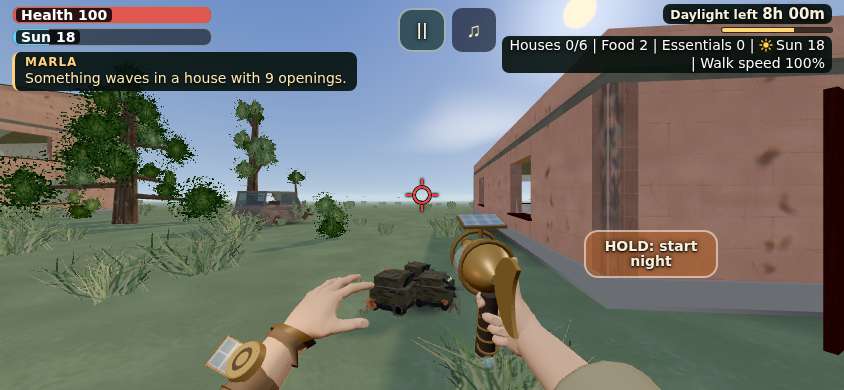 Health 100
Sun 18
MARLA
Something waves in a house with 9 openings.
Daylight left 8h 00m
Houses 0/6 | Food 2 | Essentials 0 | ☀ Sun 18
| Walk speed 100%
HOLD: start
night